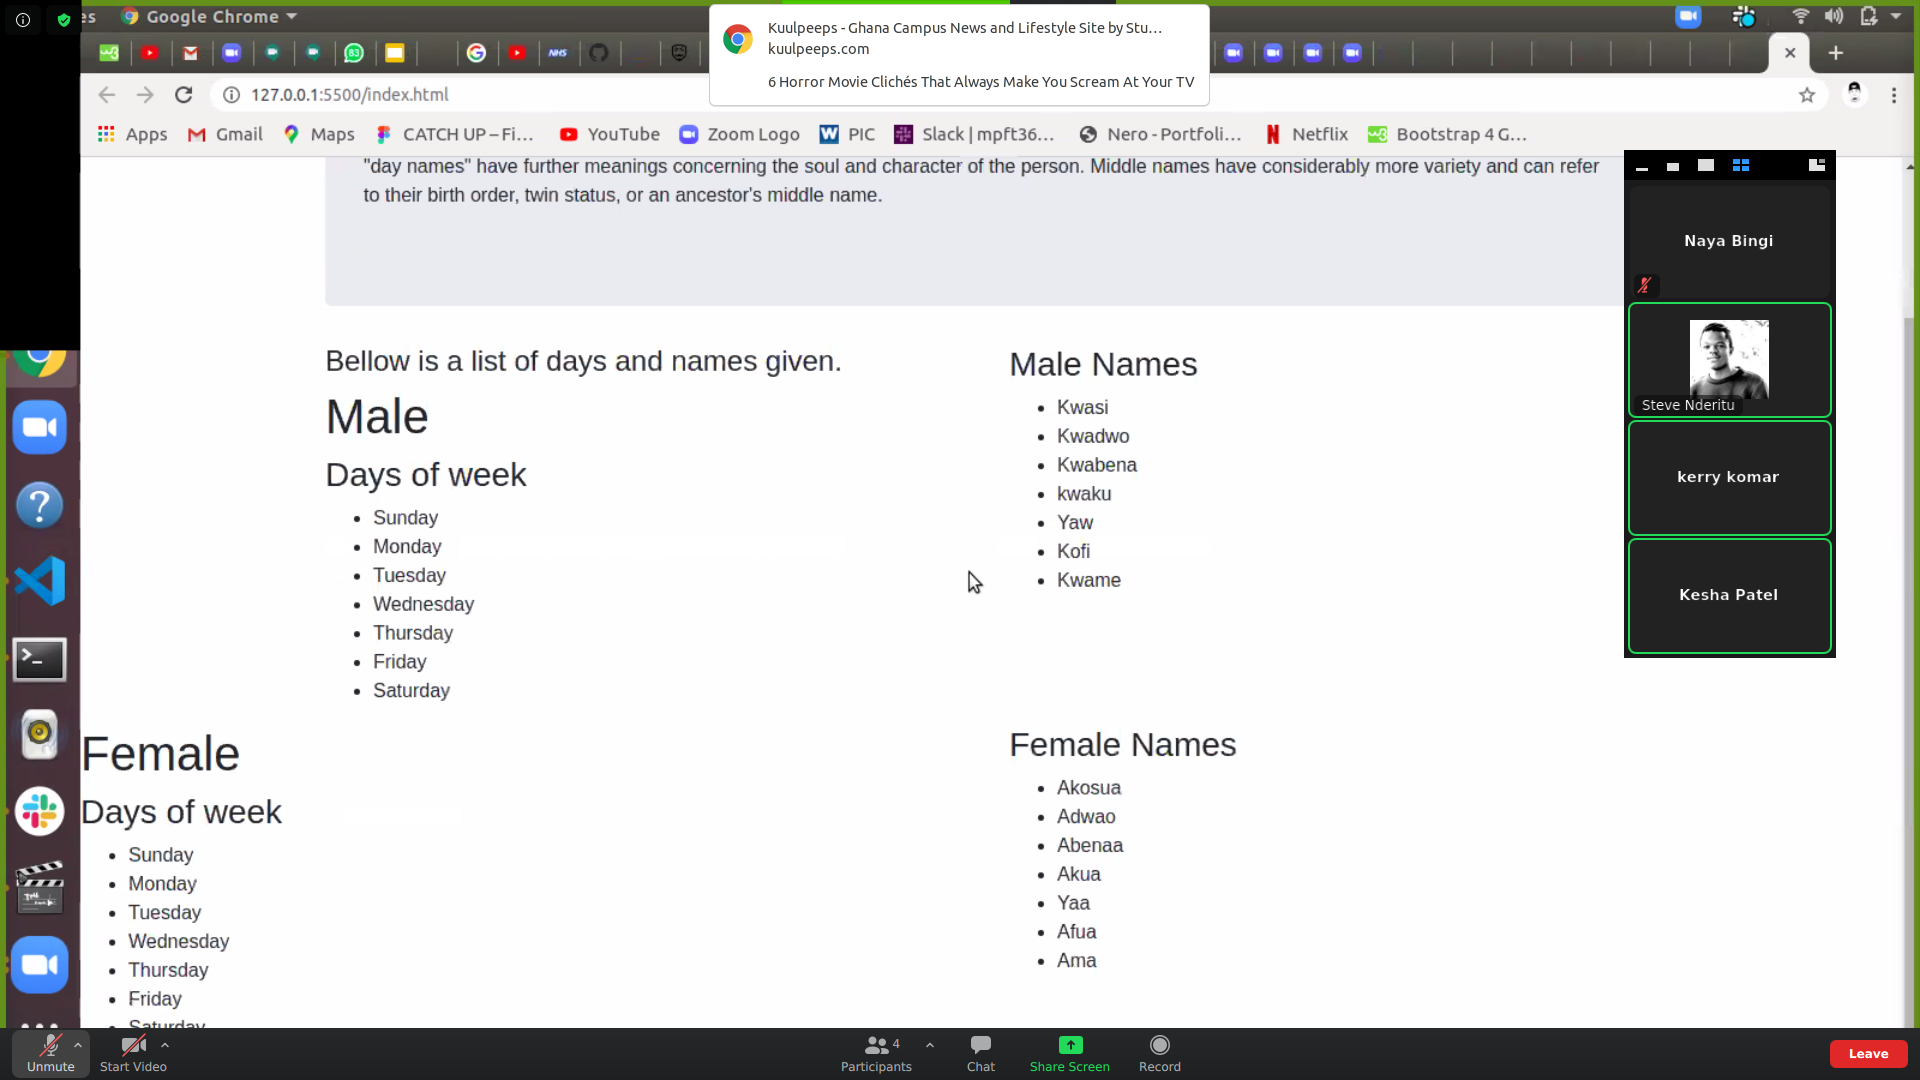 es Google Chrome
Kuulpeeps - Ghana Campus News and Lifestyle Site by Stu...
kuulpeeps.com
6 Horror Movie Clichés That Always Make You Scream At Your TV
83
NHS
127.0.0.1:5500/index.html
Apps Gmail Maps CATCH UP – Fi... YouTube Zoom Logo PIC Slack | mpft36... Nero - Portfoli... Netflix Bootstrap 4 G...
"day names" have further meanings concerning the soul and character of the person. Middle names have considerably more variety and can refer
to their birth order, twin status, or an ancestor's middle name.
Bellow is a list of days and names given.
Male
Days of week
Sunday
Monday
Tuesday
Wednesday
Thursday
Friday
Saturday
Male Names
Kwasi
Kwadwo
Kwabena
kwaku
Yaw
Kofi
Kwame
Female
Days of week
Sunday
Monday
Tuesday
Wednesday
Thursday
Friday
Saturday
Female Names
Akosua
Adwao
Abenaa
Akua
Yaa
Afua
Ama
Naya Bingi
Steve Nderitu
kerry komar
Kesha Patel
Unmute
Start Video
4
Participants
Chat
Share Screen
Record
Leave